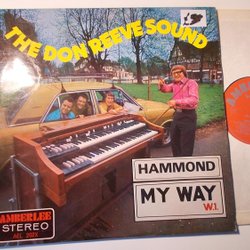 THE DON REEVE SOUND
HAMMOND
MY WAY
W.1.
AMBERLEE
STEREO